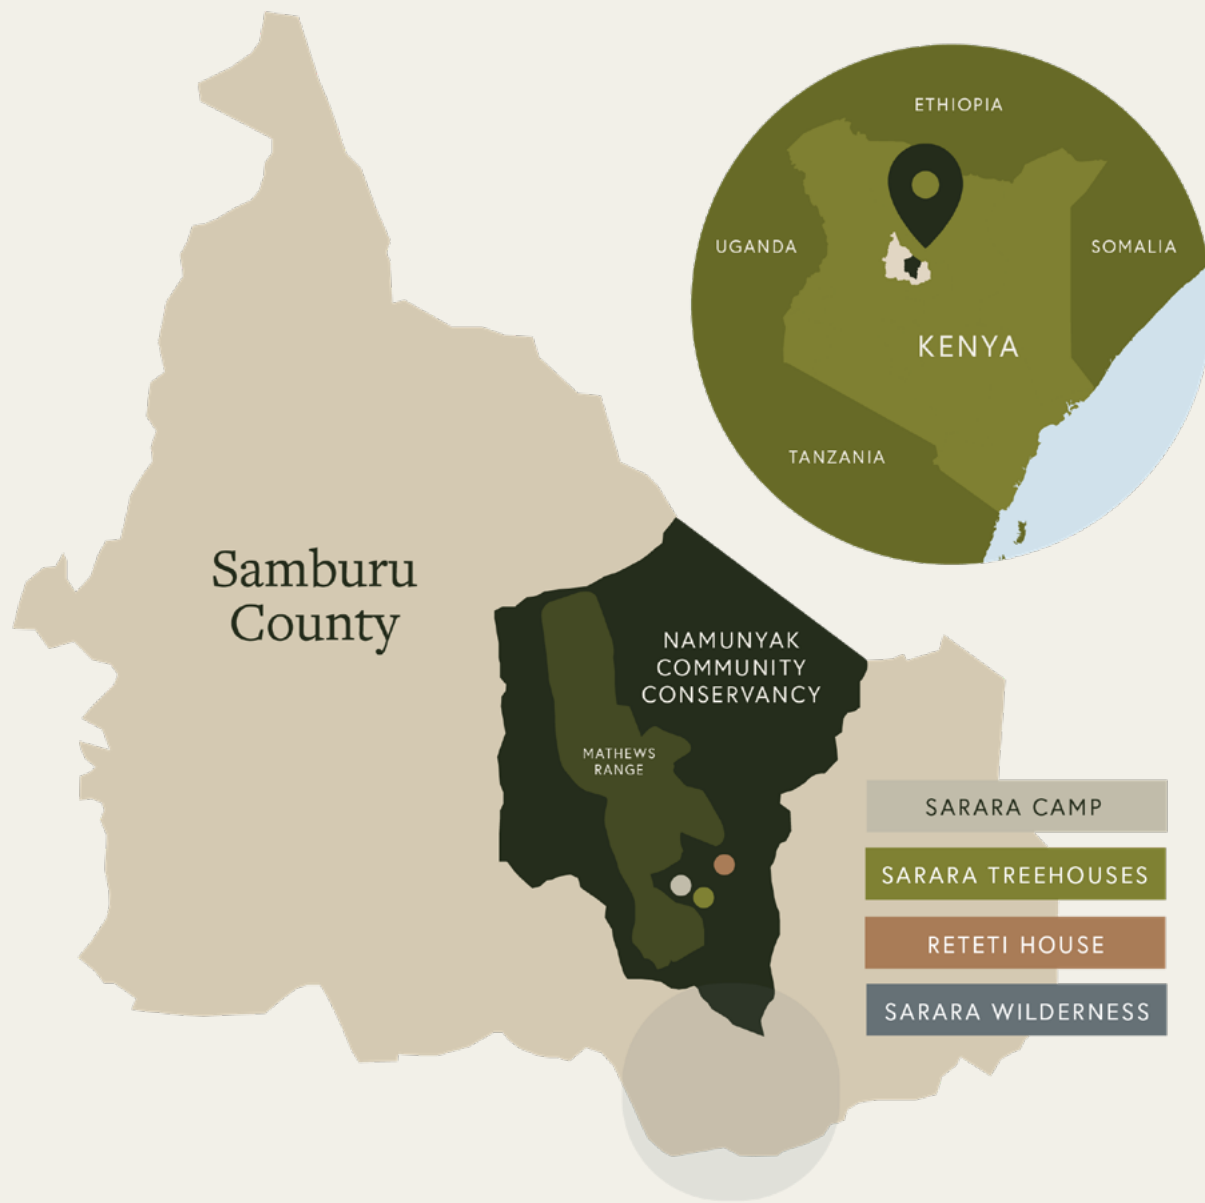 ETHIOPIA
UGANDA
SOMALIA
KENYA
TANZANIA
Samburu
County
NAMUNYAK
COMMUNITY
CONSERVANCY
MATHEWS
RANGE
SARARA CAMP
SARARA TREEHOUSES
RETETI HOUSE
SARARA WILDERNESS